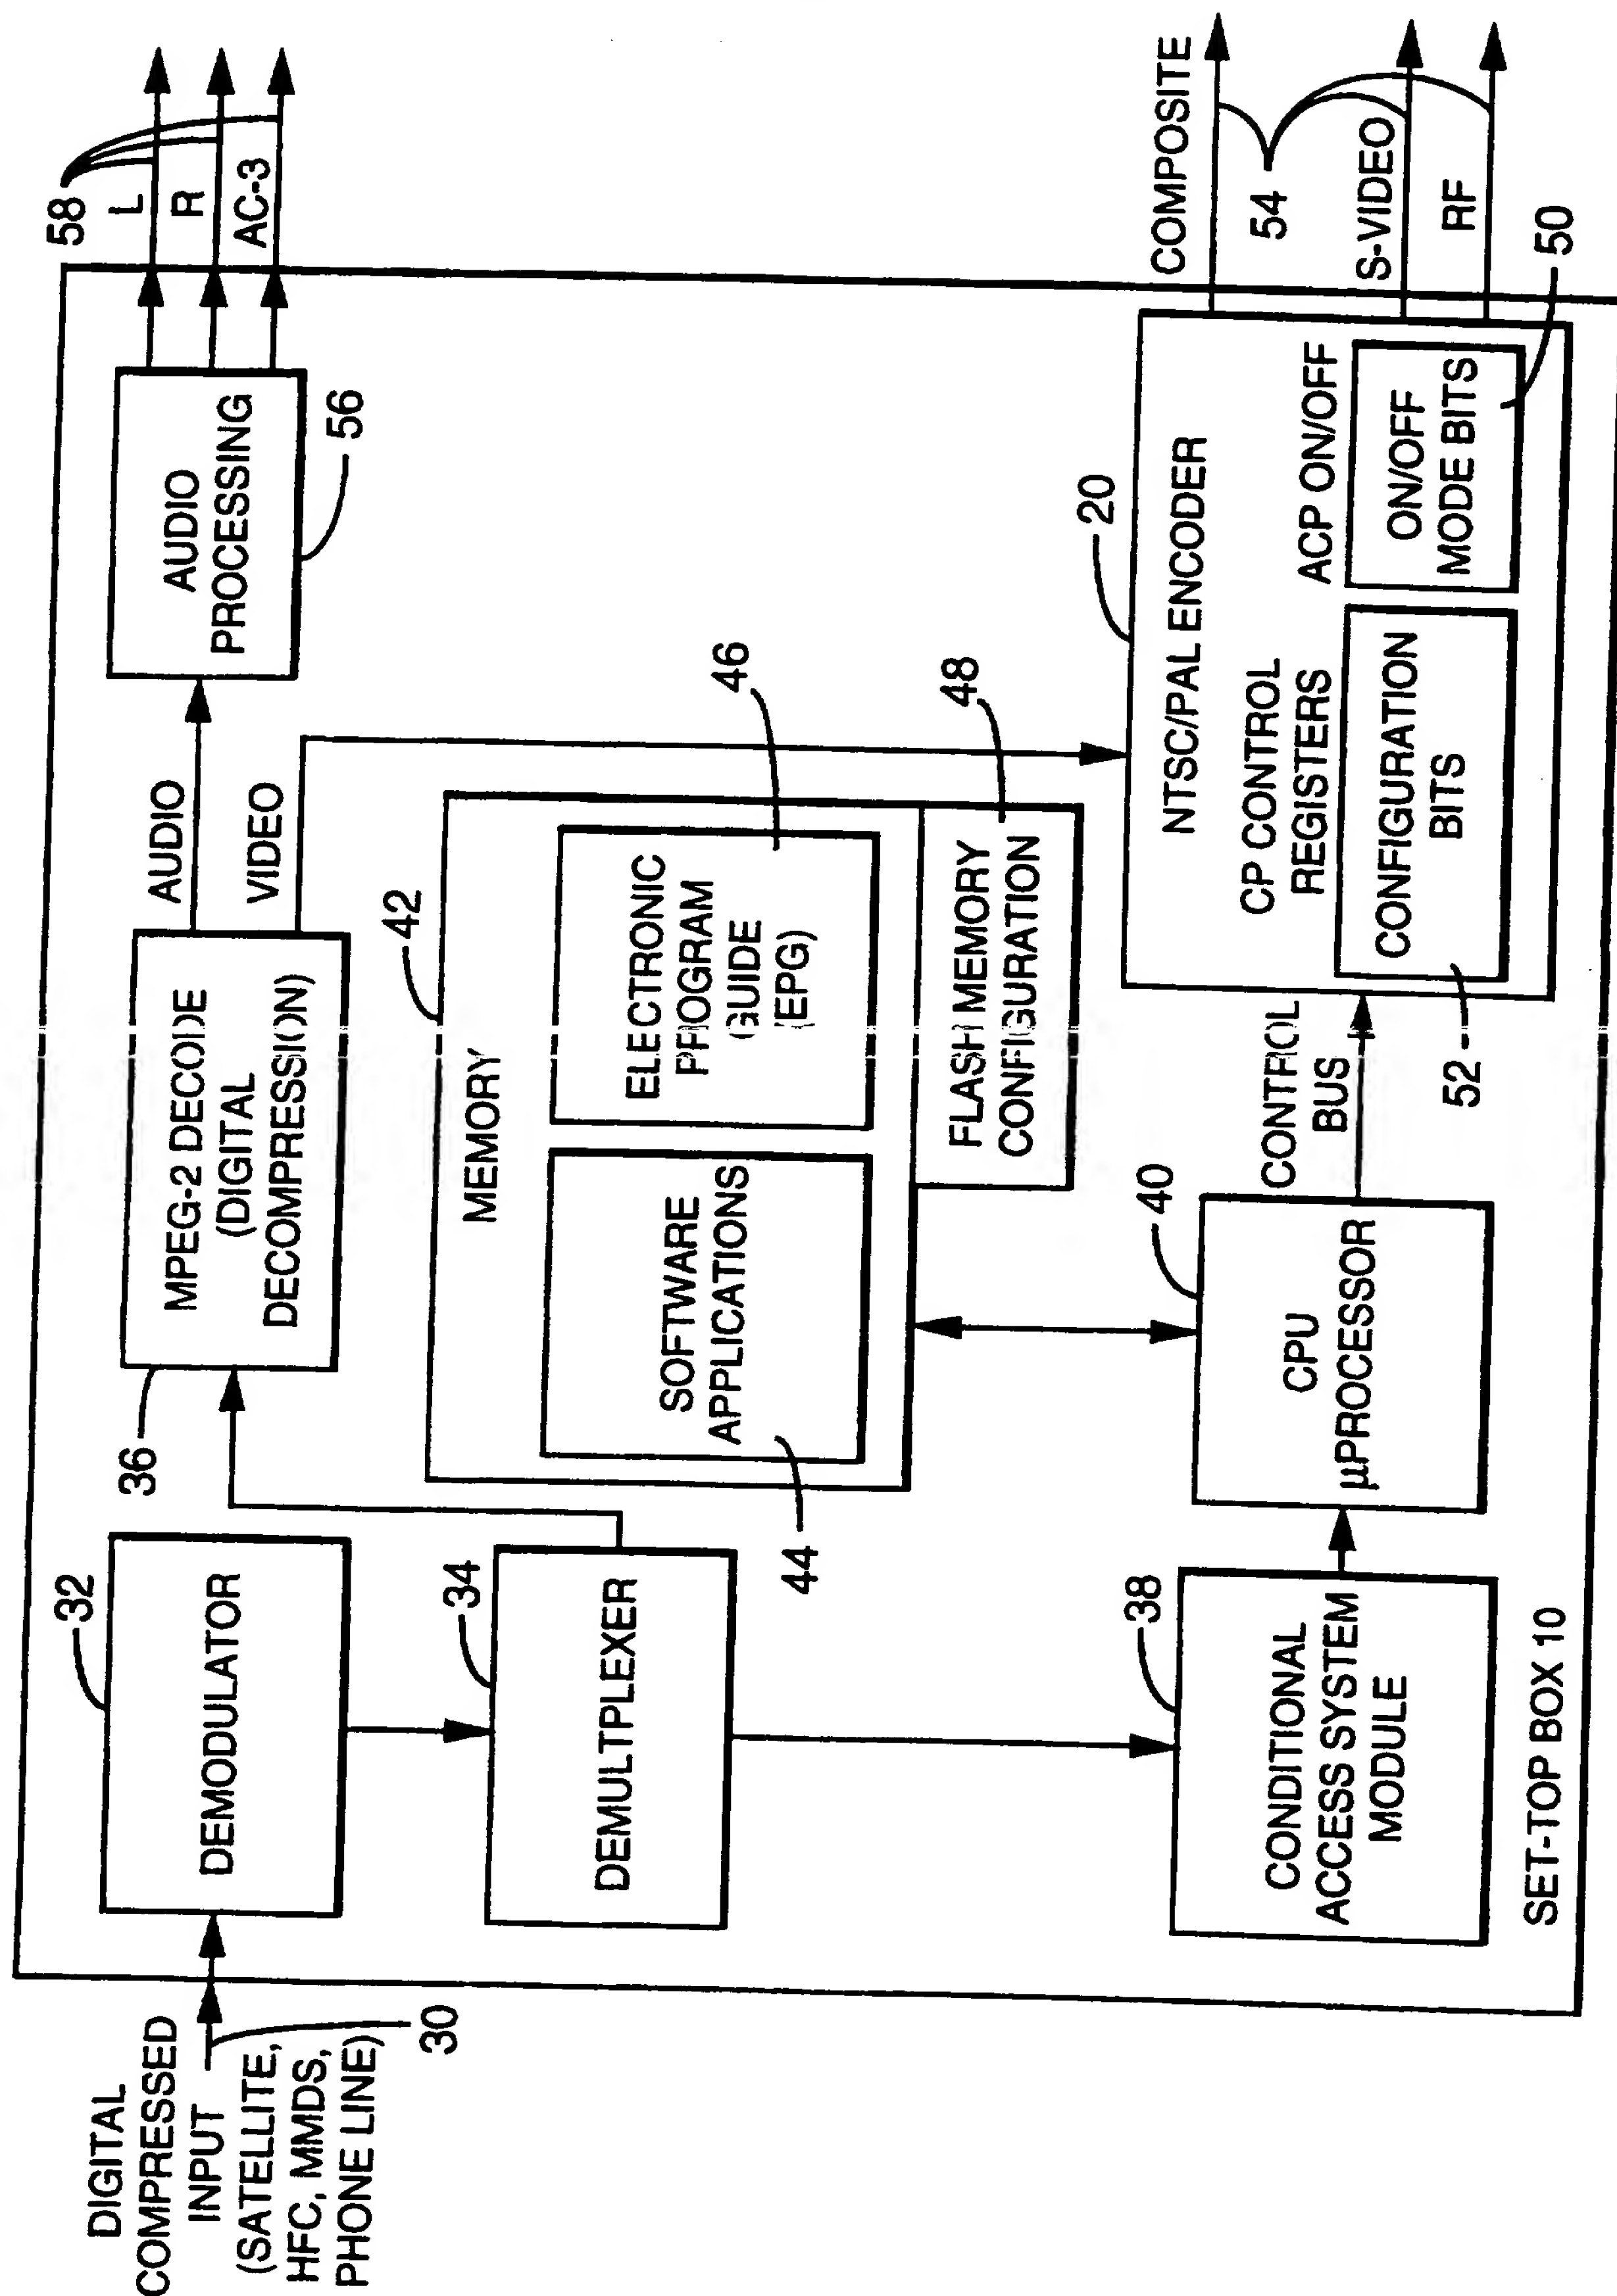 DIGITAL
COMPRESSED
INPUT
(SATELLITE,
HFC, MMDS,
PHONE LINE)
30
32
DEMODULATOR
34
DEMULTPLEXER
36
MPEG-2 DECODE
(DIGITAL
DECOMPRESSION)
AUDIO
VIDEO
AUDIO
PROCESSING
56
58
L
R
AC-3
42
MEMORY
SOFTWARE
APPLICATIONS
44
ELECTRONIC
PROGRAM
GUIDE
(EPG)
46
FLASH MEMORY
CONFIGURATION
48
38
CONDITIONAL
ACCESS SYSTEM
MODULE
40
CPU
µPROCESSOR
CONTROL
BUS
20
NTSC/PAL ENCODER
CP CONTROL
REGISTERS
CONFIGURATION
BITS
52
ACP ON/OFF
ON/OFF
MODE BITS
50
COMPOSITE
54
S-VIDEO
RF
SET-TOP BOX 10